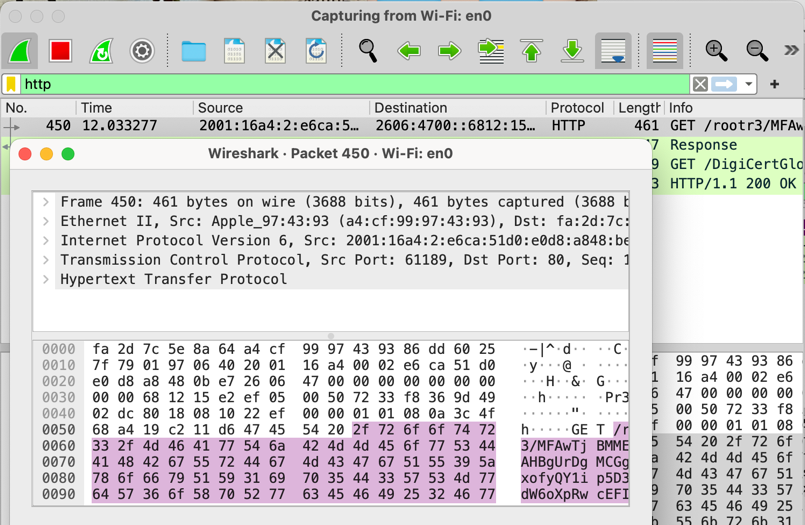 Capturing from Wi-Fi: en0
http
No. Time Source Destination Protocol Length Info
450 12.033277 2001:16a4:2:e6ca:5… 2606:4700::6812:15… HTTP 461 GET /rootr3/MFAw
7 Response
9 GET /DigiCertGlo
3 HTTP/1.1 200 OK
Wireshark · Packet 450 · Wi-Fi: en0
Frame 450: 461 bytes on wire (3688 bits), 461 bytes captured (3688 b
Ethernet II, Src: Apple_97:43:93 (a4:cf:99:97:43:93), Dst: fa:2d:7c:
Internet Protocol Version 6, Src: 2001:16a4:2:e6ca:51d0:e0d8:a848:be
Transmission Control Protocol, Src Port: 61189, Dst Port: 80, Seq: 1
Hypertext Transfer Protocol
0000 fa 2d 7c 5e 8a 64 a4 cf 99 97 43 93 86 dd 60 25 ·-|^·d·· ··C···`%
0010 7f 79 01 97 06 40 20 01 16 a4 00 02 e6 ca 51 d0 ·y···@ · ······Q·
0020 e0 d8 a8 48 0b e7 26 06 47 00 00 00 00 00 00 00 ···H··&· G·······
0030 00 00 68 12 15 e2 ef 05 00 50 72 33 f8 36 9d 49 ··h····· ·Pr3
0040 02 dc 80 18 08 10 22 ef 00 00 01 01 08 0a 3c 4f ······"· ········
0050 68 a4 19 c2 11 d6 47 45 54 20 2f 72 6f 6f 74 72 h·····GE T /r
0060 33 2f 4d 46 41 77 54 6a 42 4d 4d 45 6f 77 53 44 3/MFAwTj BMME
0070 41 48 42 67 55 72 44 67 4d 43 47 67 51 55 39 5a AHBgUrDg MCGg
0080 78 6f 66 79 51 59 31 69 70 35 44 33 57 53 4d 77 xofyQY1i p5D3
0090 64 57 36 6f 58 70 52 77 63 45 46 49 25 32 46 77 dW6oXpRw cEFI
f 99 97 43 93 86
1 16 a4 00 02 e6
6 47 00 00 00 00
00 50 72 33 f8
f 00 00 01 01 08
5 54 20 2f 72 6f
a 42 4d 4d 45 6f
7 4d 43 47 67 51
9 70 35 44 33 57
7 63 45 46 49 25